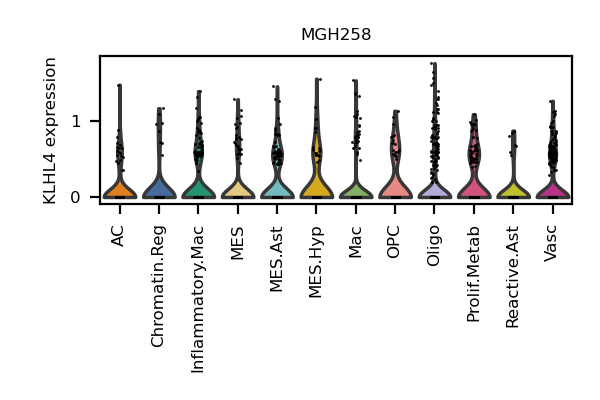 MGH258
KLHL4 expression
1
0
AC
Chromatin.Reg
Inflammatory.Mac
MES
MES.Ast
MES.Hyp
Mac
OPC
Oligo
Prolif.Metab
Reactive.Ast
Vasc